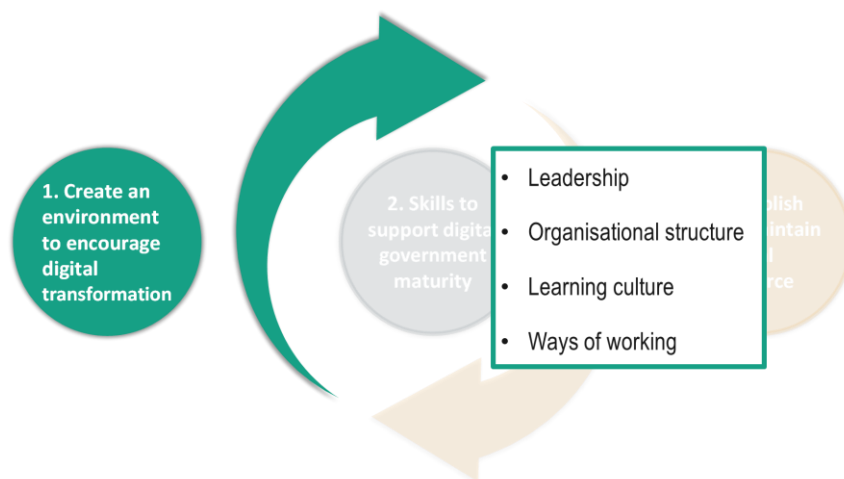 1. Create an
environment
to encourage
digital
transformation
2. Skills to
support digital
government
maturity
• Leadership
• Organisational structure
• Learning culture
• Ways of working